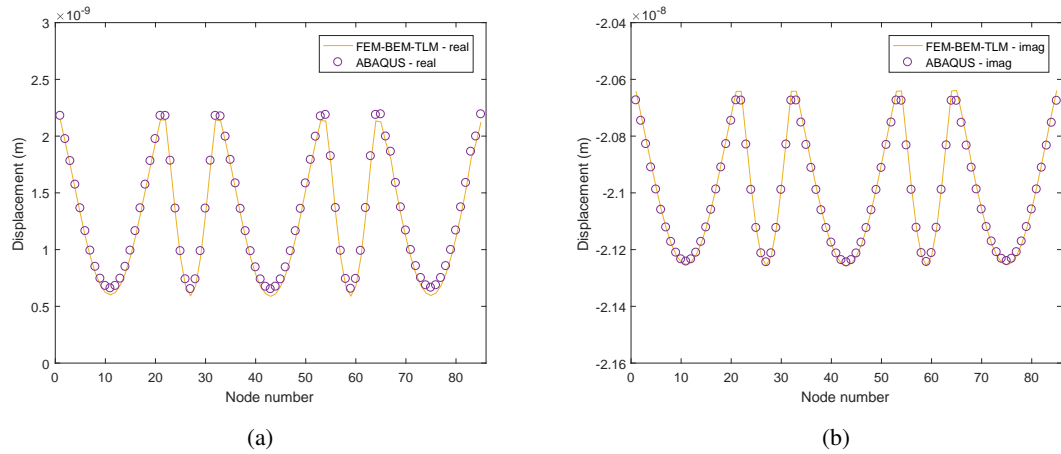 ×10⁻⁹
3
2.5
2
1.5
1
0.5
0
0 10 20 30 40 50 60 70 80
Node number
Displacement (m)
FEM-BEM-TLM - real
ABAQUS - real
(a)
×10⁻⁸
-2.04
-2.06
-2.08
-2.1
-2.12
-2.14
-2.16
0 10 20 30 40 50 60 70 80
Node number
Displacement (m)
FEM-BEM-TLM - imag
ABAQUS - imag
(b)